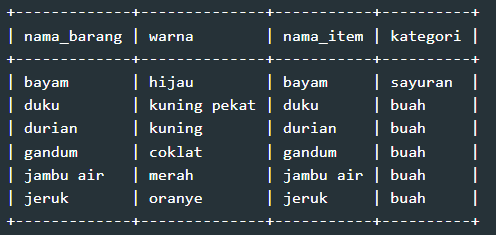 +-------------+--------------+-----------+----------+
| nama_barang | warna        | nama_item | kategori |
+-------------+--------------+-----------+----------+
| bayam       | hijau        | bayam     | sayuran  |
| duku        | kuning pekat | duku      | buah     |
| durian      | kuning       | durian    | buah     |
| gandum      | coklat       | gandum    | buah     |
| jambu air   | merah        | jambu air | buah     |
| jeruk       | oranye       | jeruk     | buah     |
+-------------+--------------+-----------+----------+